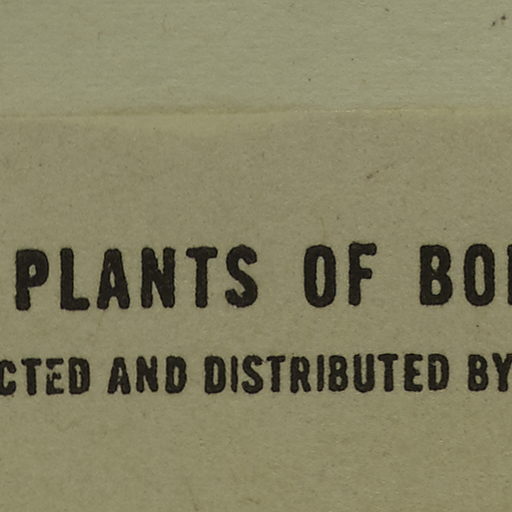 PLANTS OF BO
CTED AND DISTRIBUTED BY